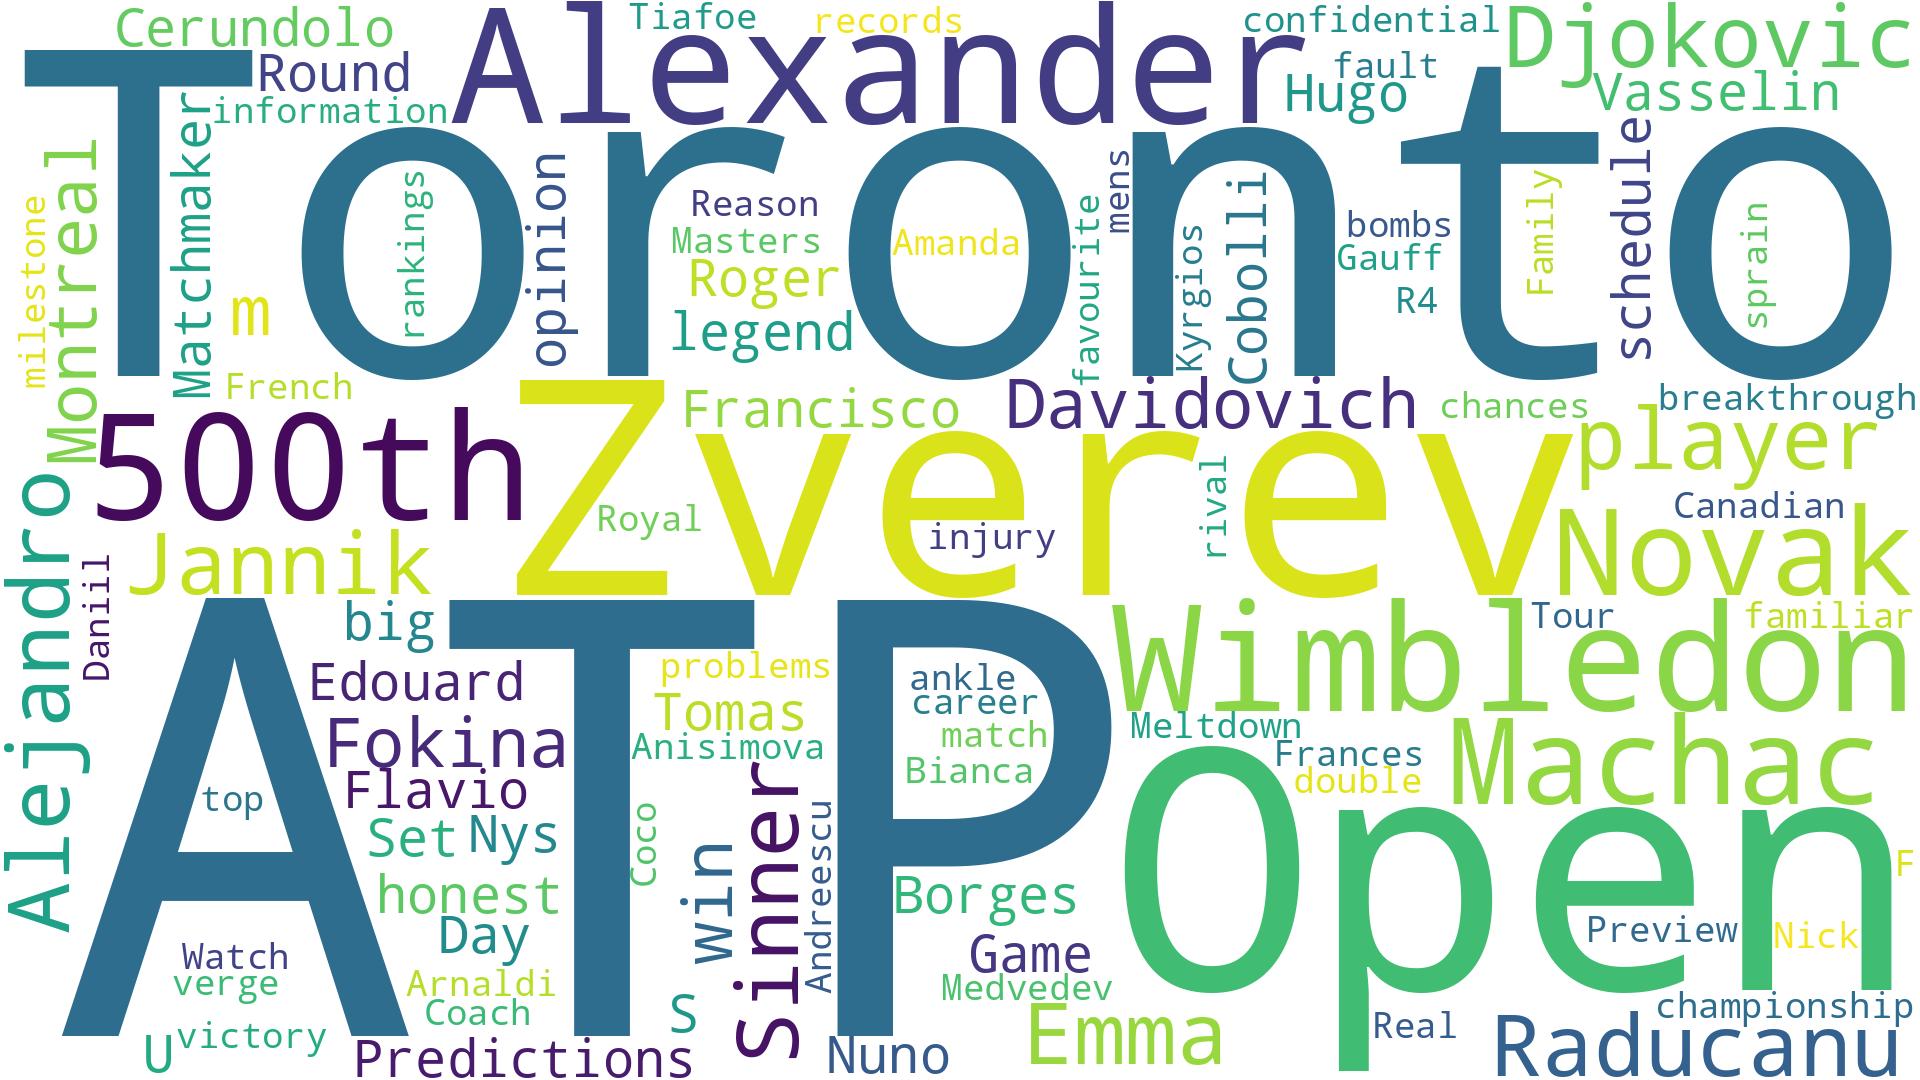 Cerundolo
Tiafoe
records
confidential
Djokovic
Alexander
Round
fault
Hugo
Vasselin
information
Toronto
Montreal
Matchmaker
milestone
rankings
opinion
m
Reason
Masters
Roger
legend
Amanda
favourite
mens
Kyrgios
Cobolli
bombs
Gauff
R4
Family
schedule
sprain
French
Francisco
Davidovich
chances
breakthrough
player
500th
Zverev
Royal
injury
rival
Canadian
Novak
Jannik
Alejandro
Daniil
big
Edouard
Fokina
Flavio
top
Set
Nys
honest
Day
ATP
problems
Tomas
Anisimova
Coco
win
Sinner
Andreescu
ankle
career
match
Bianca
Wimbledon
Tour
familiar
Meltdown
Frances
double
Machac
Open
Borges
Game
Medvedev
Preview
Nick
F
Watch
verge
Arnaldi
Coach
S
U
victory
Predictions
Nuno
Emma
Real
championship
Raducanu